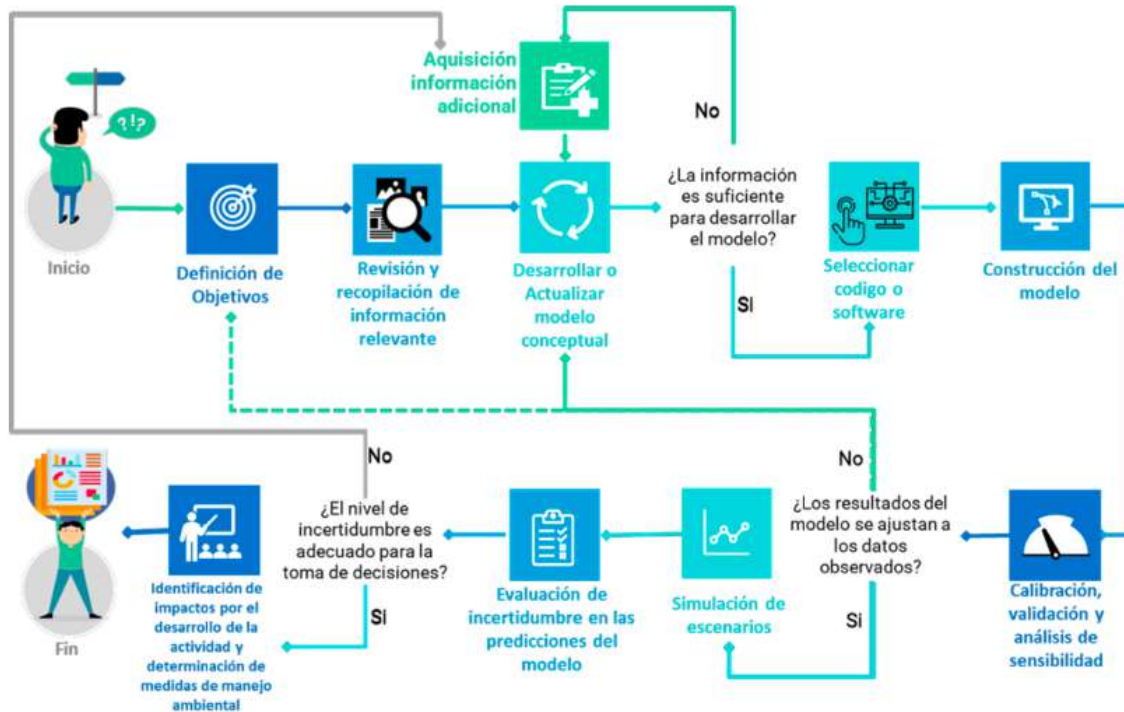 Aquisición
información
adicional
No
?!?
¿La información
es suficiente
para desarrollar
el modelo?
Inicio
Definición de
Objetivos
Revisión y
recopilación de
información
relevante
Desarrollar o
Actualizar
modelo
conceptual
Si
Seleccionar
codigo o
software
Construcción del
modelo
No
No
¿El nivel de
incertidumbre es
adecuado para la
toma de decisiones?
¿Los resultados del
modelo se ajustan a
los datos
observados?
Fin
Identificación de
impactos por el
desarrollo de la
actividad y
determinación de
medidas de manejo
ambiental
Si
Evaluación de
incertidumbre en las
predicciones del
modelo
Simulación de
escenarios
Si
Calibración,
validación y
análisis de
sensibilidad